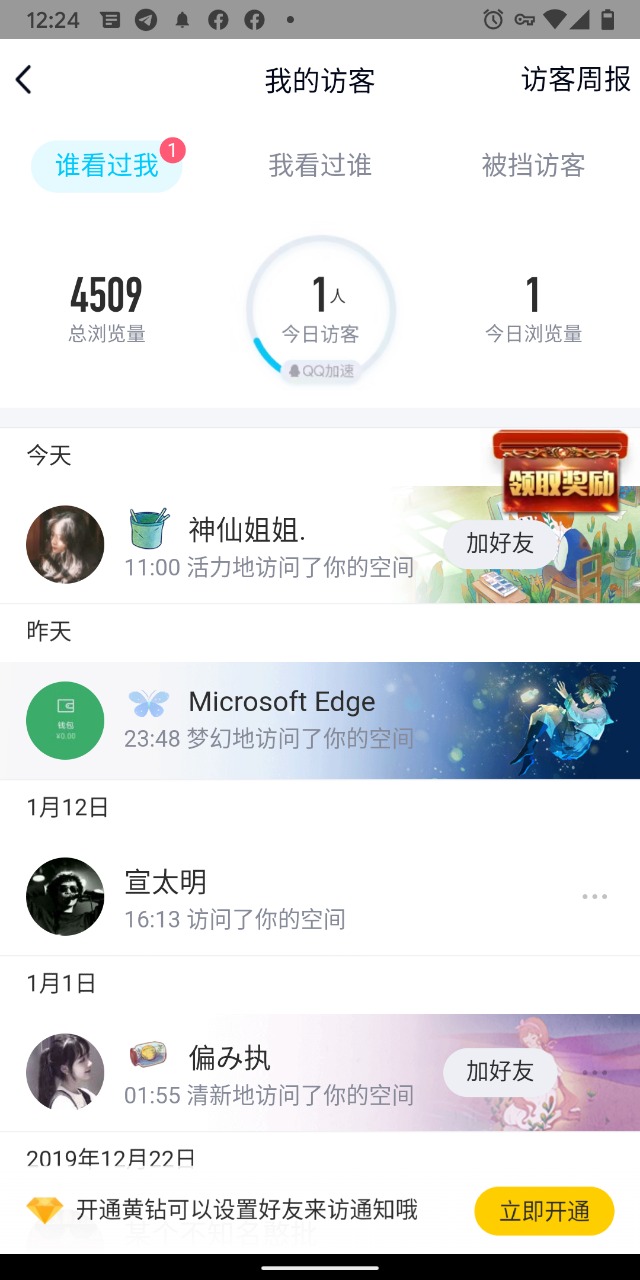 12:24
我的访客
访客周报
谁看过我
1
我看过谁
被挡访客
4509
总浏览量
1人
今日访客
QQ加速
1
今日浏览量
今天
领取奖励
神仙姐姐.
11:00 活力地访问了你的空间
加好友
昨天
钱包
¥0.00
Microsoft Edge
23:48 梦幻地访问了你的空间
1月12日
宣太明
16:13 访问了你的空间
1月1日
偏み执
01:55 清新地访问了你的空间
加好友
2019年12月22日
开通黄钻可以设置好友来访通知哦
立即开通